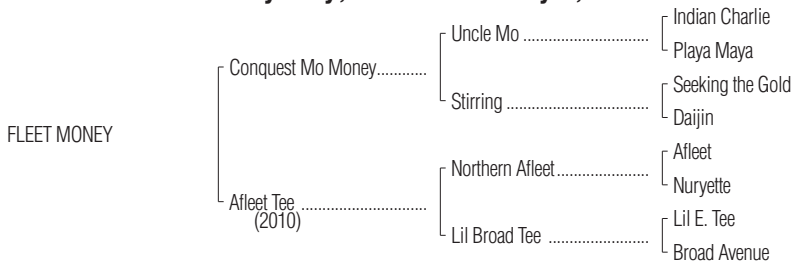 Indian Charlie
Uncle Mo ..................................
Playa Maya
Conquest Mo Money............
Seeking the Gold
Stirring ......................................
Daijin
FLEET MONEY
Afleet
Northern Afleet.........................
Nuryette
Afleet Tee ..................................
(2010)
Lil E. Tee
Lil Broad Tee ...........................
Broad Avenue